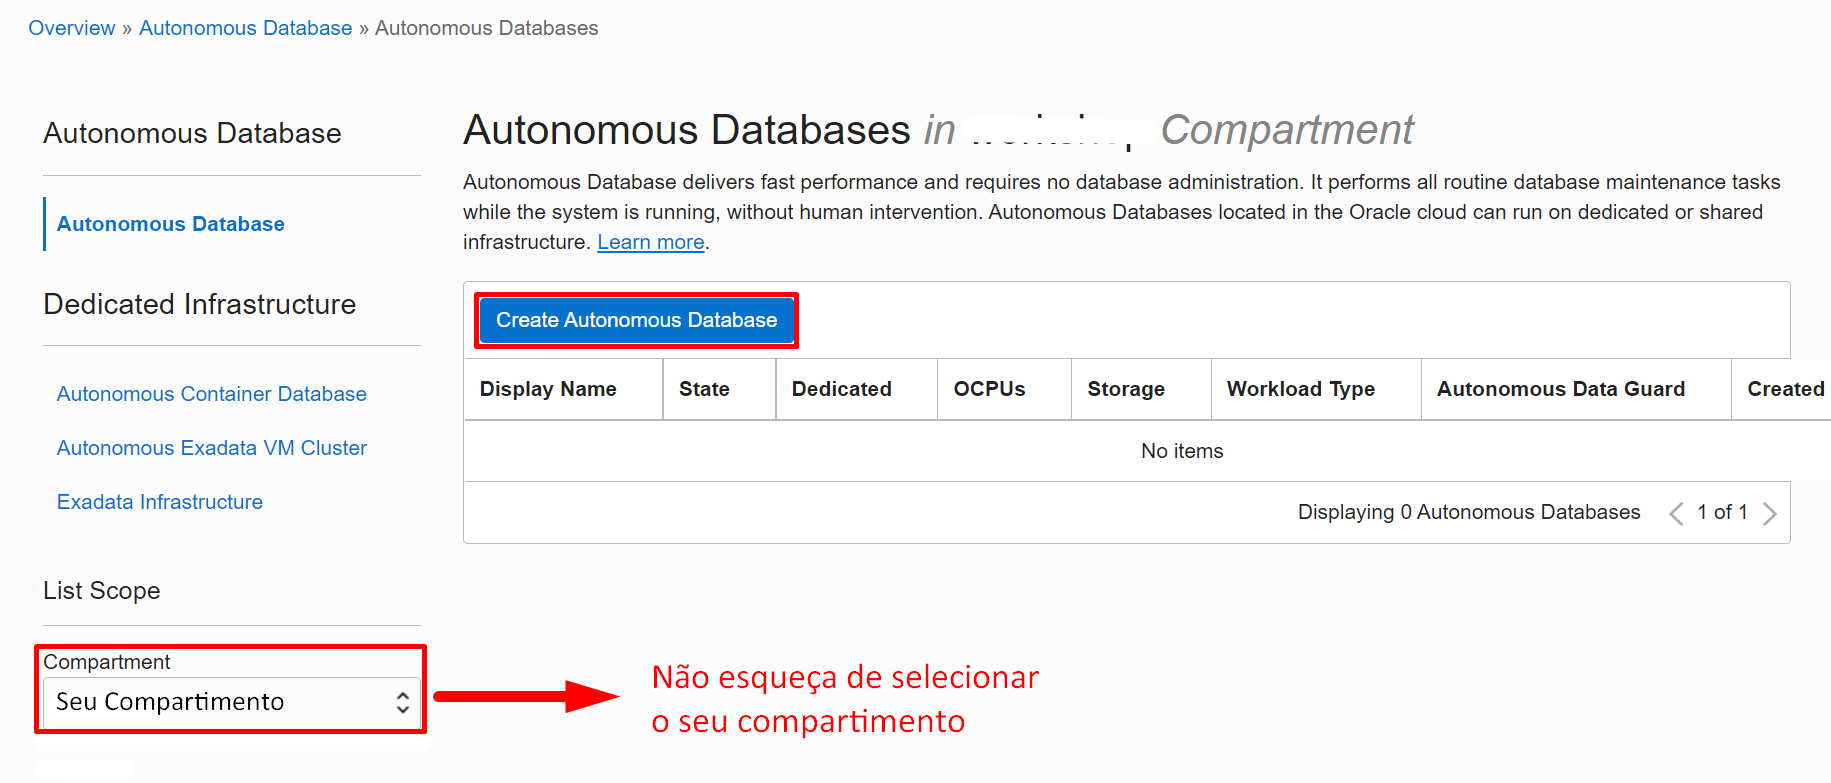 Overview » Autonomous Database » Autonomous Databases
Autonomous Database
Autonomous Database
Dedicated Infrastructure
Autonomous Container Database
Autonomous Exadata VM Cluster
Exadata Infrastructure
List Scope
Compartment
Seu Compartimento
Autonomous Databases in Compartment
Autonomous Database delivers fast performance and requires no database administration. It performs all routine database maintenance tasks
while the system is running, without human intervention. Autonomous Databases located in the Oracle cloud can run on dedicated or shared
infrastructure. Learn more.
Create Autonomous Database
Display Name State Dedicated OCPUs Storage Workload Type Autonomous Data Guard Created
No items
Displaying 0 Autonomous Databases 1 of 1
Não esqueça de selecionar
o seu compartimento